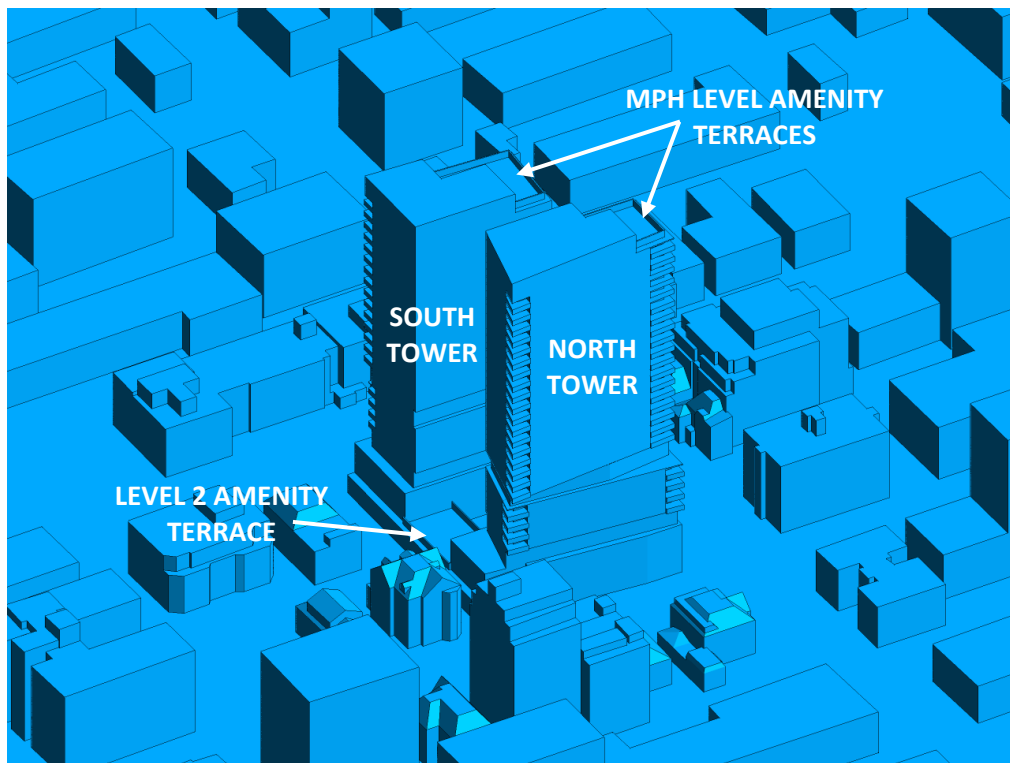 MPH LEVEL AMENITY
TERRACES
SOUTH
TOWER
NORTH
TOWER
LEVEL 2 AMENITY
TERRACE